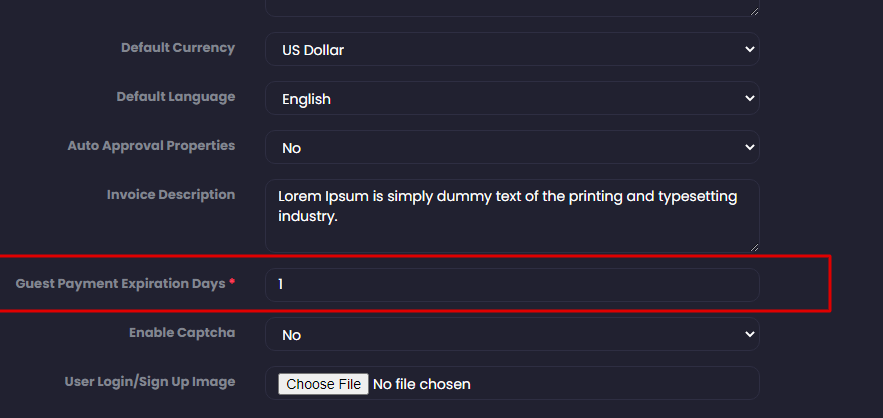 Default Currency US Dollar
Default Language English
Auto Approval Properties No
Invoice Description Lorem Ipsum is simply dummy text of the printing and typesetting
industry.
Guest Payment Expiration Days * 1
Enable Captcha No
User Login/Sign Up Image Choose File No file chosen